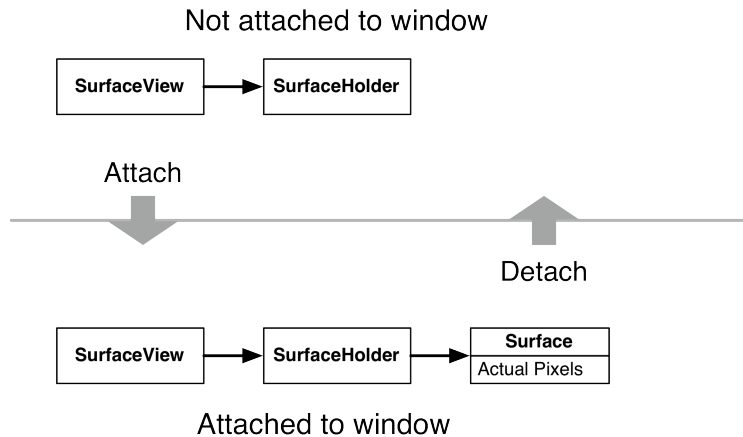 Not attached to window
SurfaceView
SurfaceHolder
Attach
Detach
SurfaceView
SurfaceHolder
Surface
Actual Pixels
Attached to window